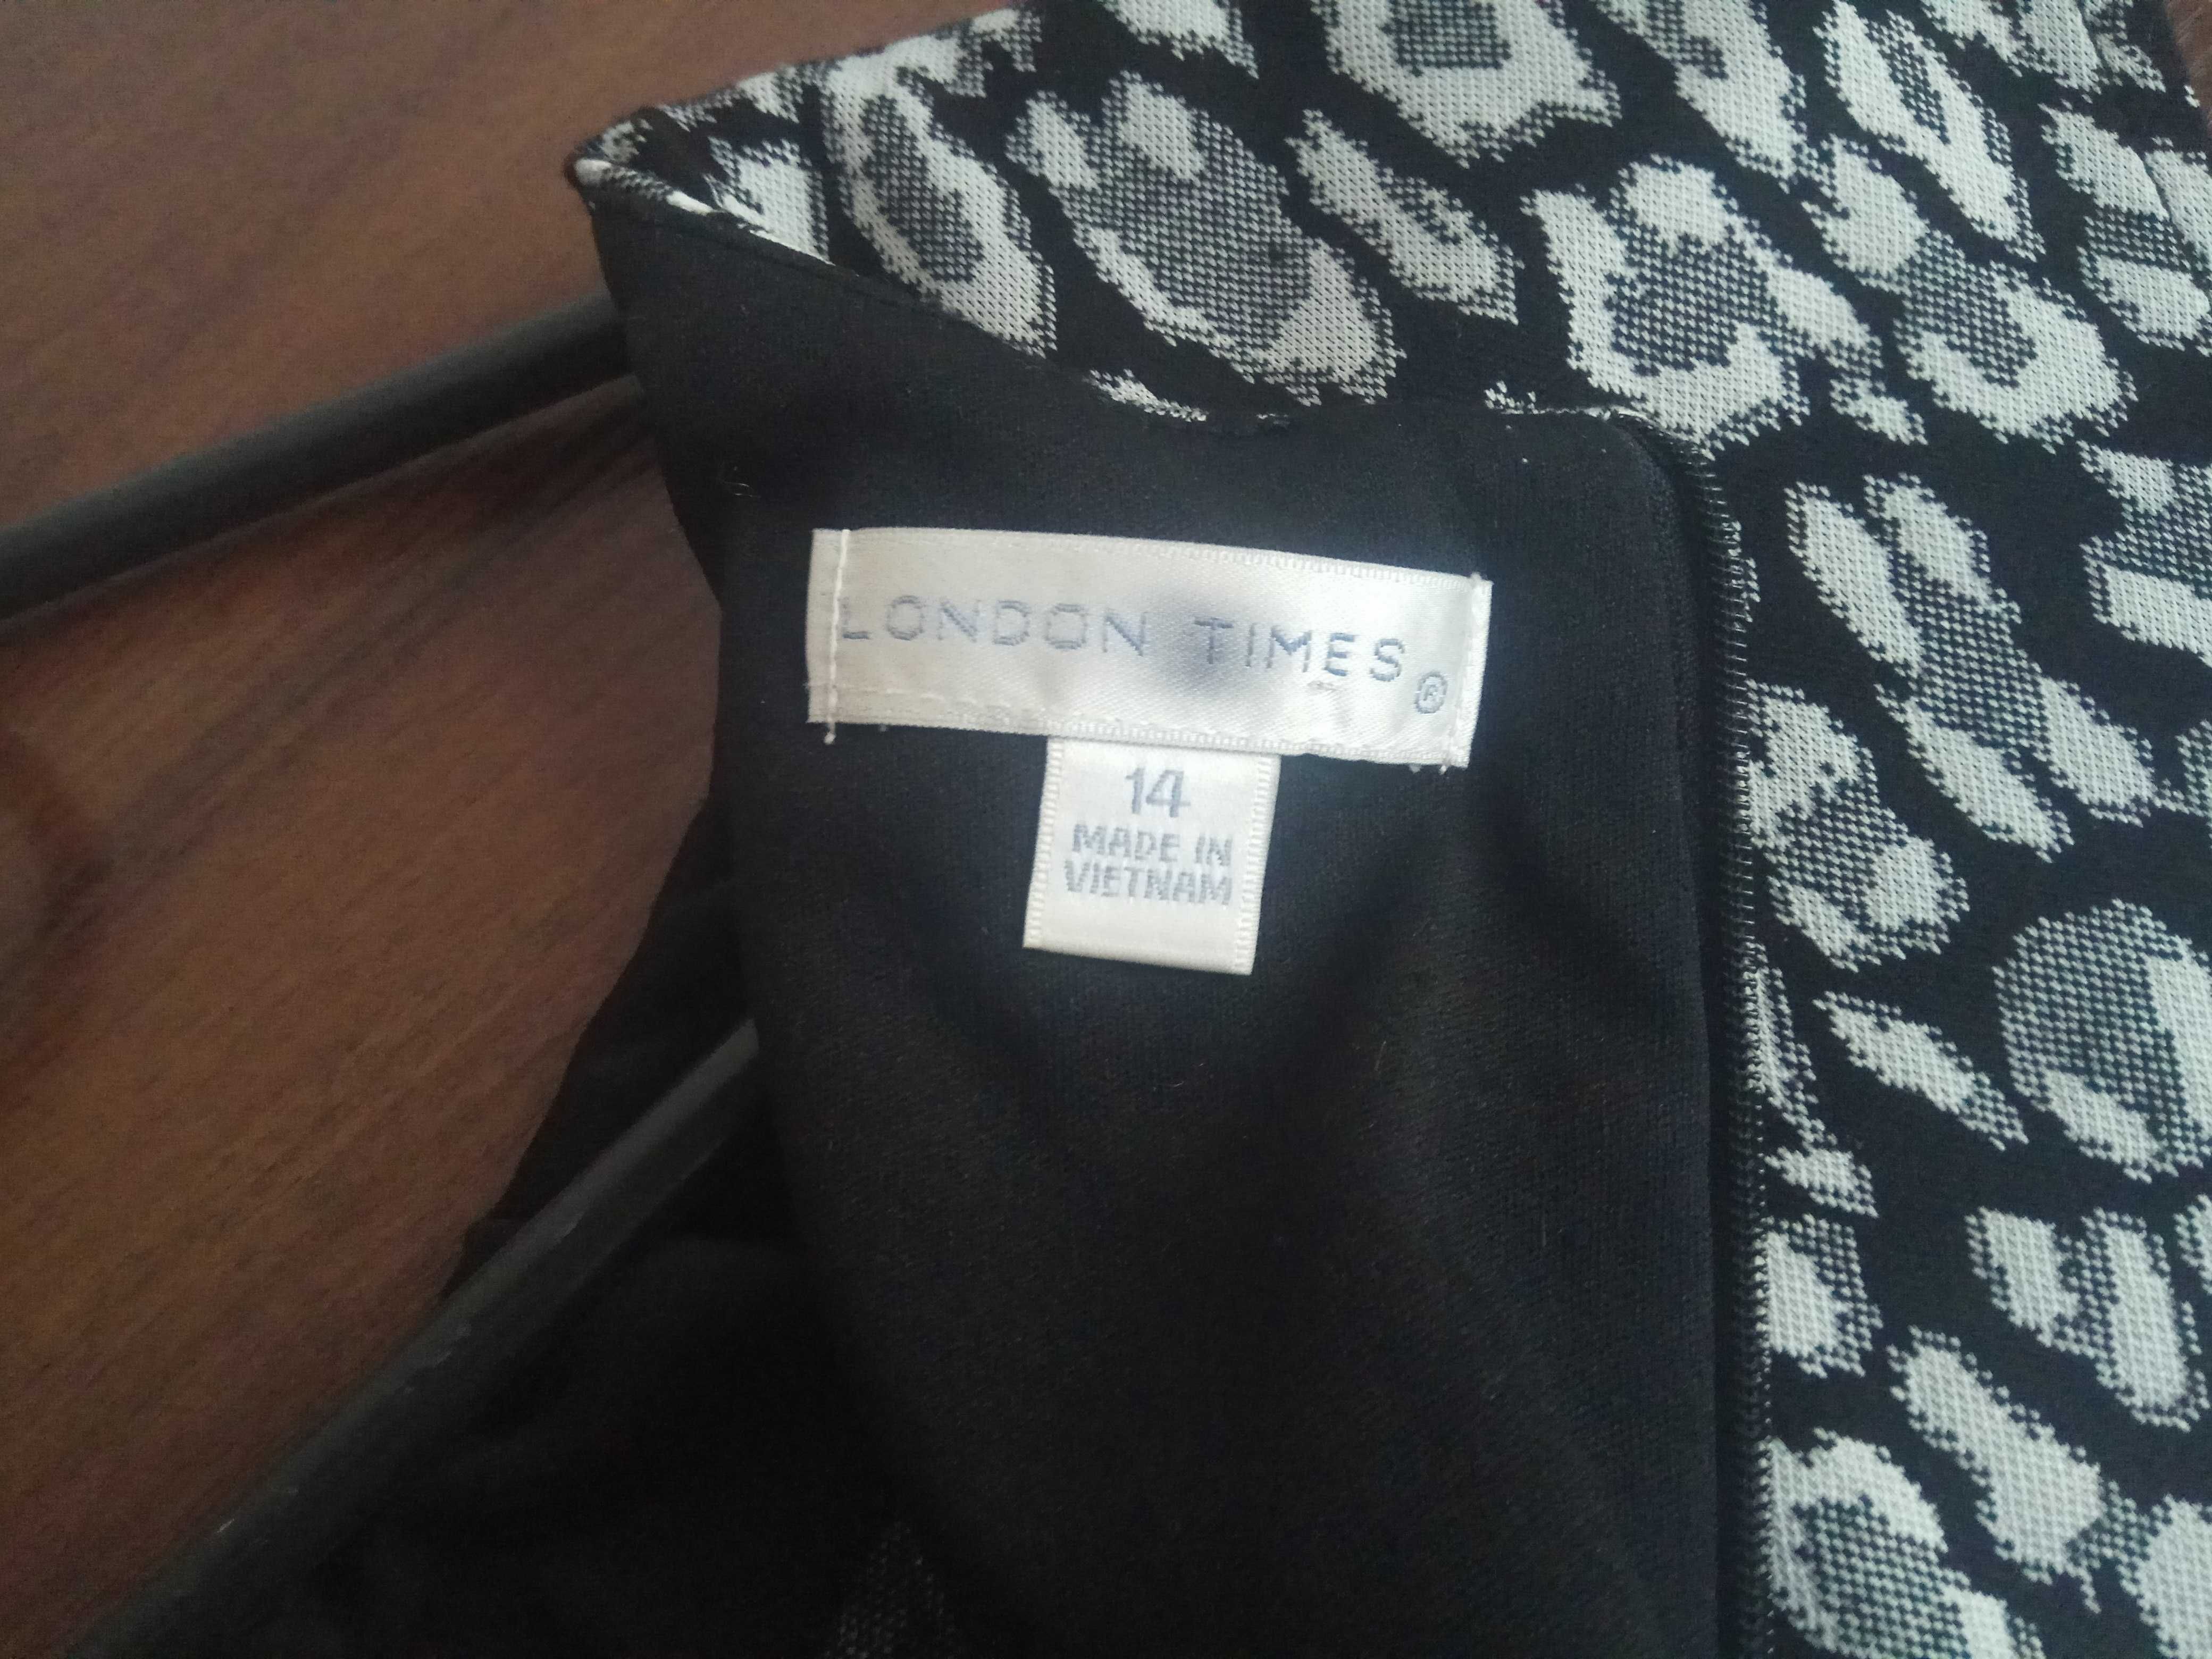 LONDON TIMES®
14
MADE IN
VIETNAM